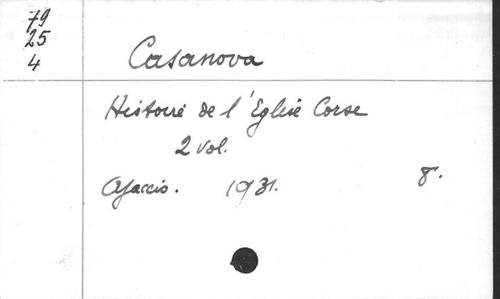 79
25
4
Casanova
Histoire de l'Eglise Corse
2 vol.
Ajaccio. 1931. 8°.